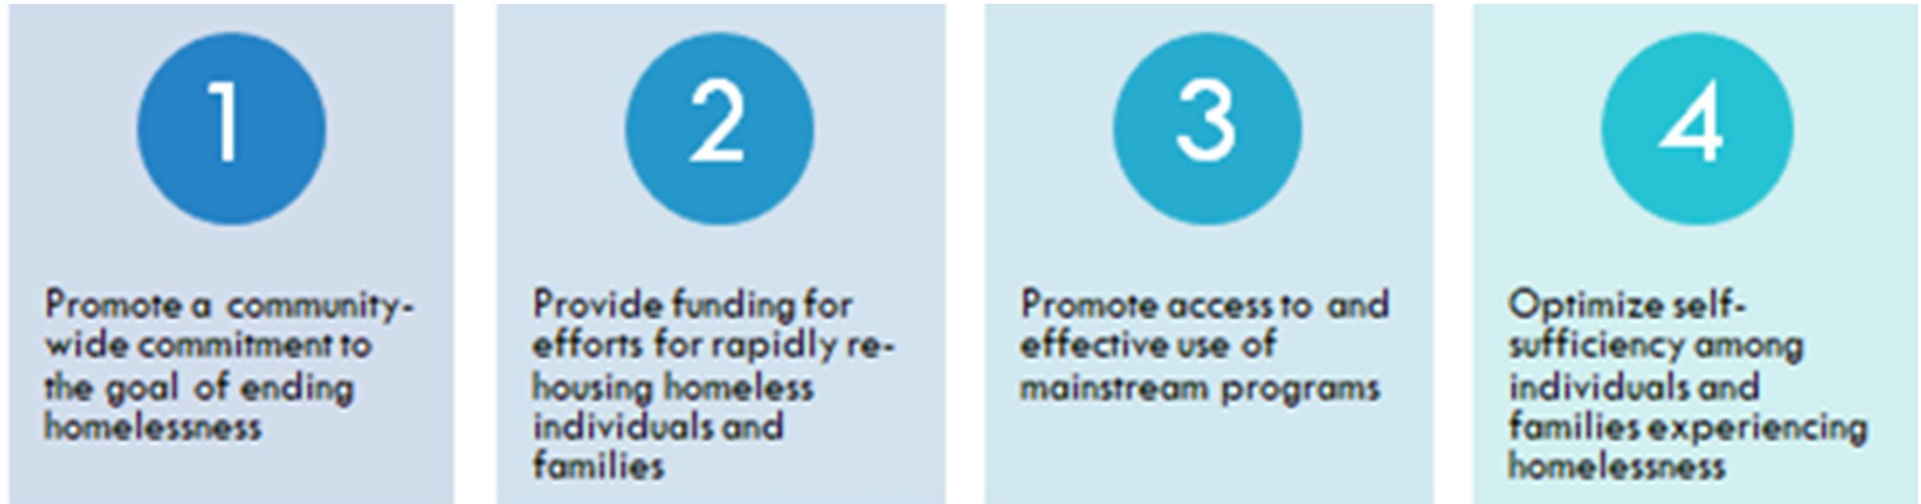 1
Promote a community-
wide commitment to
the goal of ending
homelessness
2
Provide funding for
efforts for rapidly re-
housing homeless
individuals and
families
3
Promote access to and
effective use of
mainstream programs
4
Optimize self-
sufficiency among
individuals and
families experiencing
homelessness